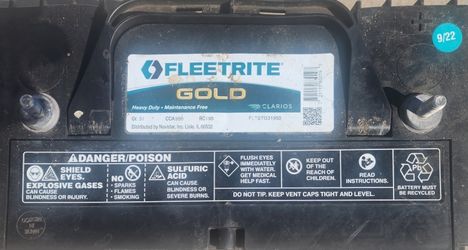 9/22
FLEETRITE
GOLD
Heavy Duty - Maintenance Free
CLARIOS
Distributed by Navistar, Inc. Lisle, IL 60532
DANGER/POISON
SHIELD
EYES.
EXPLOSIVE GASES
CAN CAUSE BLINDNESS
OR INJURY.
NO
• SPARKS
• FLAMES
• SMOKING
SULFURIC
ACID
CAN CAUSE
BLINDNESS OR
SEVERE BURNS.
FLUSH EYES
IMMEDIATELY
WITH WATER.
GET MEDICAL
HELP FAST.
KEEP OUT OF THE
REACH OF
CHILDREN.
READ
INSTRUCTIONS.
DO NOT TIP. KEEP VENT CAPS TIGHT AND LEVEL.
Pb
BATTERY MUST
BE RECYCLED